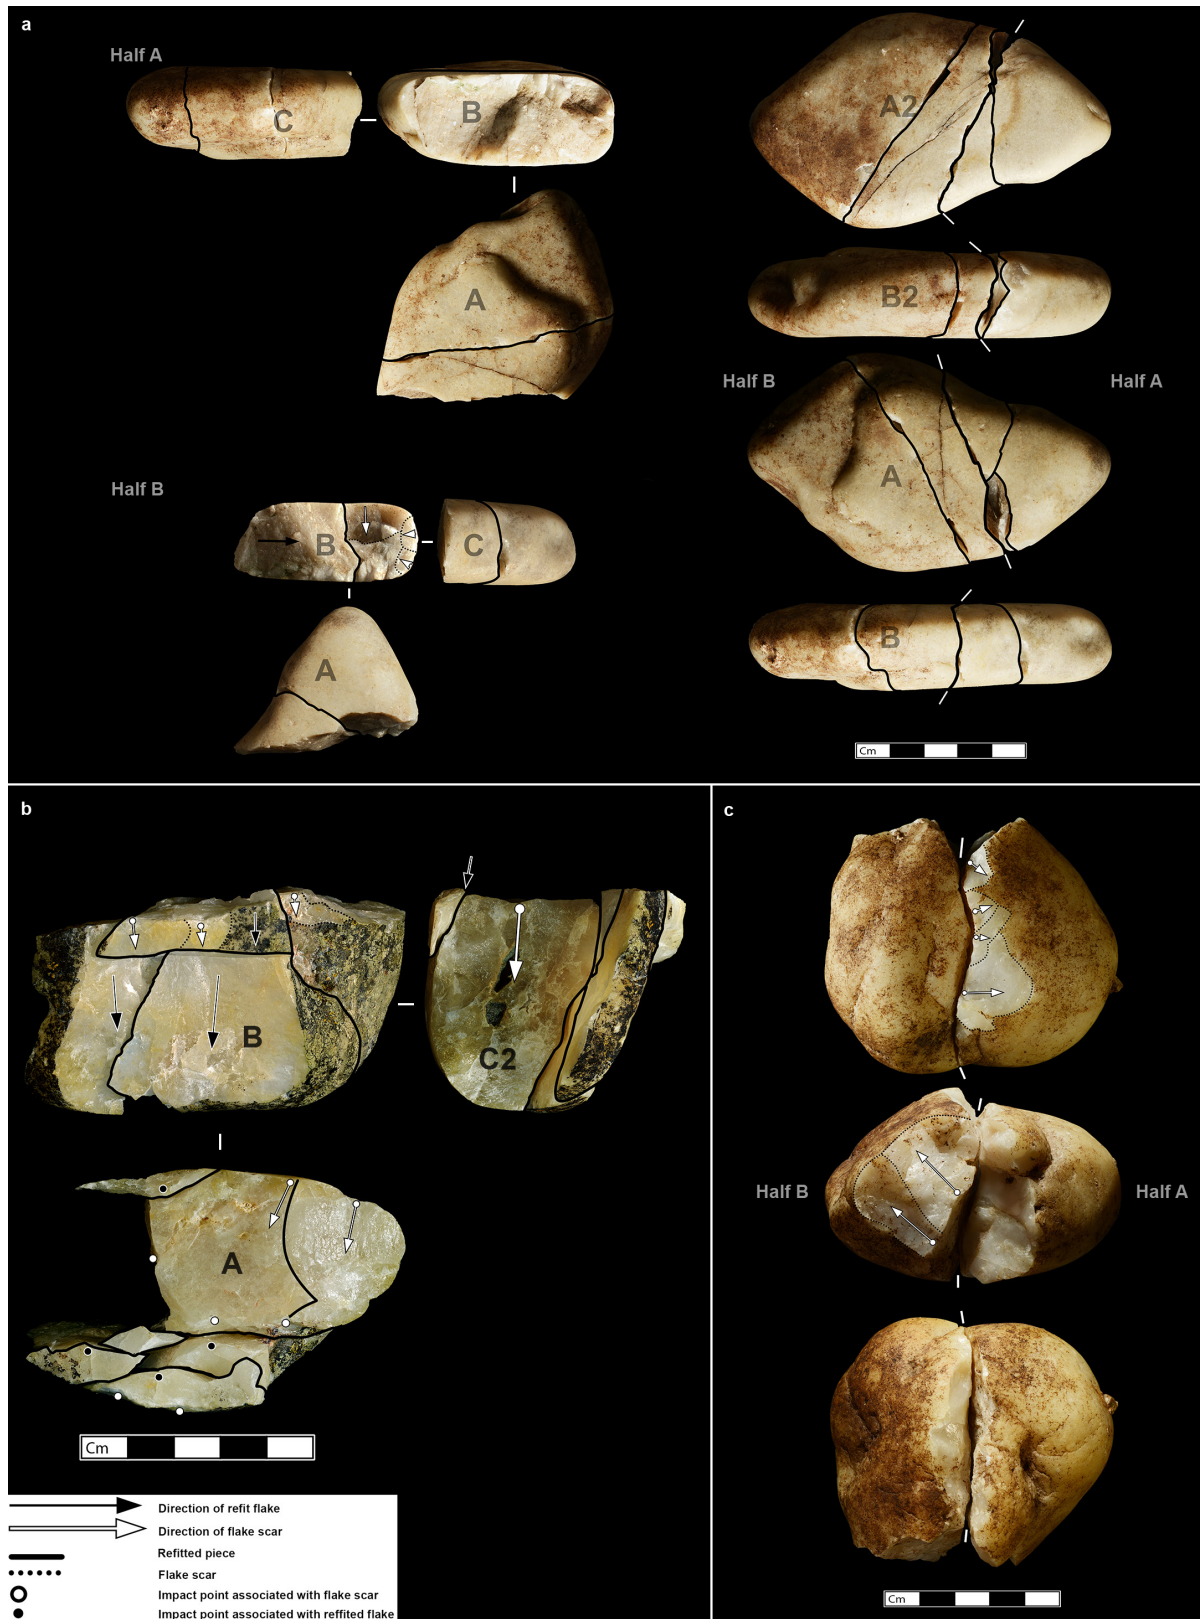 a
Half A
C
B
A
A2
B2
Half B
Half A
A
B
Half B
B
C
A
Cm
b
B
C2
A
Cm
c
Half B
Half A
Cm
Direction of refit flake
Direction of flake scar
Refitted piece
Flake scar
Impact point associated with flake scar
Impact point associated with reffited flake